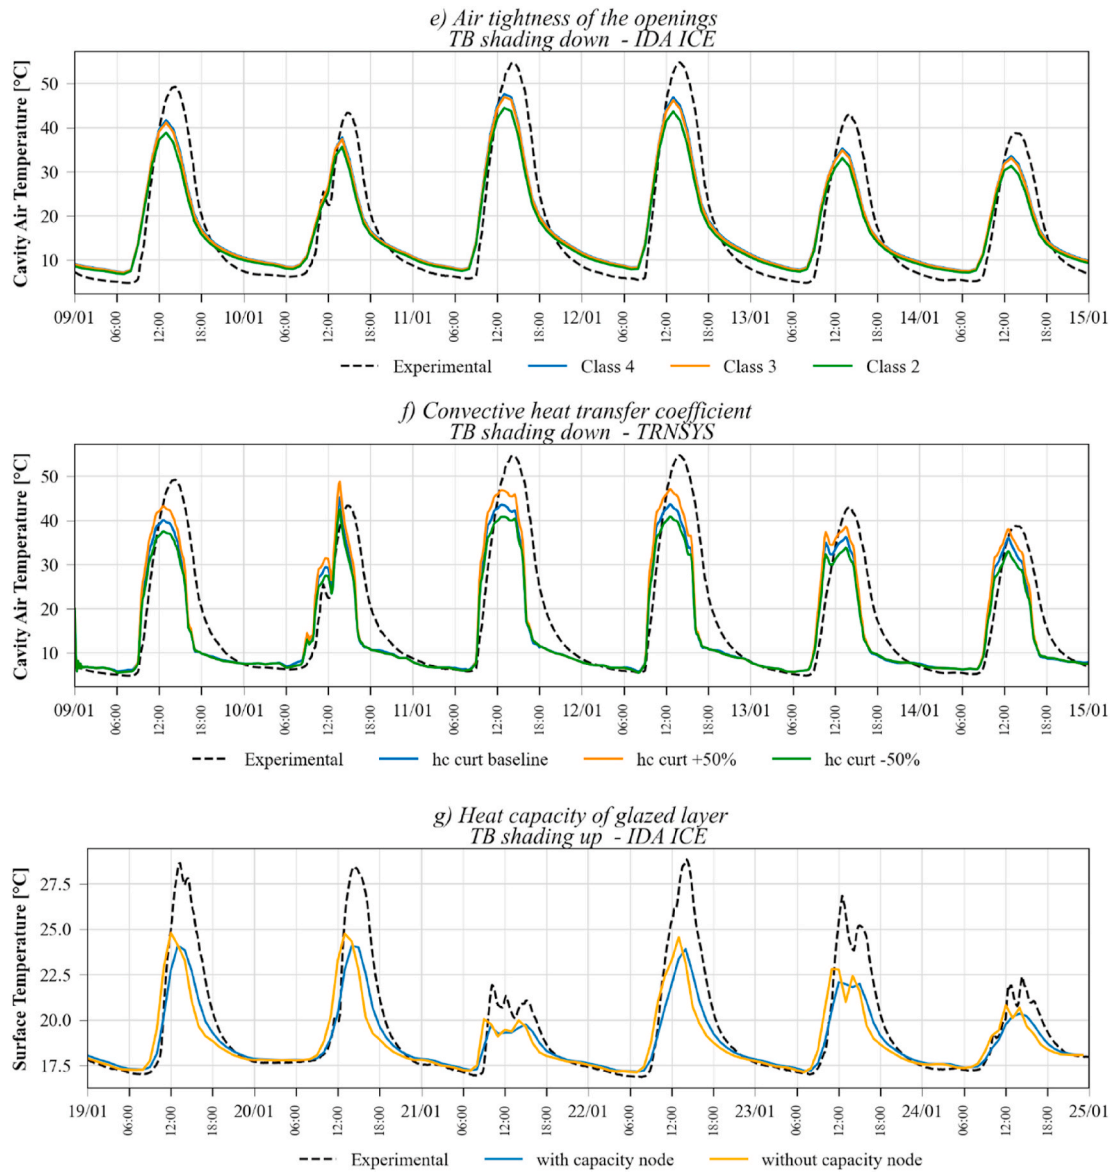 e) Air tightness of the openings
TB shading down - IDA ICE
Cavity Air Temperature [°C]
50
40
30
20
10
09/01 06:00 12:00 18:00 10/01 06:00 12:00 18:00 11/01 06:00 12:00 18:00 12/01 06:00 12:00 18:00 13/01 06:00 12:00 18:00 14/01 06:00 12:00 18:00 15/01
Experimental Class 4 Class 3 Class 2
f) Convective heat transfer coefficient
TB shading down - TRNSYS
Cavity Air Temperature [°C]
50
40
30
20
10
09/01 06:00 12:00 18:00 10/01 06:00 12:00 18:00 11/01 06:00 12:00 18:00 12/01 06:00 12:00 18:00 13/01 06:00 12:00 18:00 14/01 06:00 12:00 18:00 15/01
Experimental hc curt baseline hc curt +50% hc curt -50%
g) Heat capacity of glazed layer
TB shading up - IDA ICE
Surface Temperature [°C]
27.5
25.0
22.5
20.0
17.5
19/01 06:00 12:00 18:00 20/01 06:00 12:00 18:00 21/01 06:00 12:00 18:00 22/01 06:00 12:00 18:00 23/01 06:00 12:00 18:00 24/01 06:00 12:00 18:00 25/01
Experimental with capacity node without capacity node